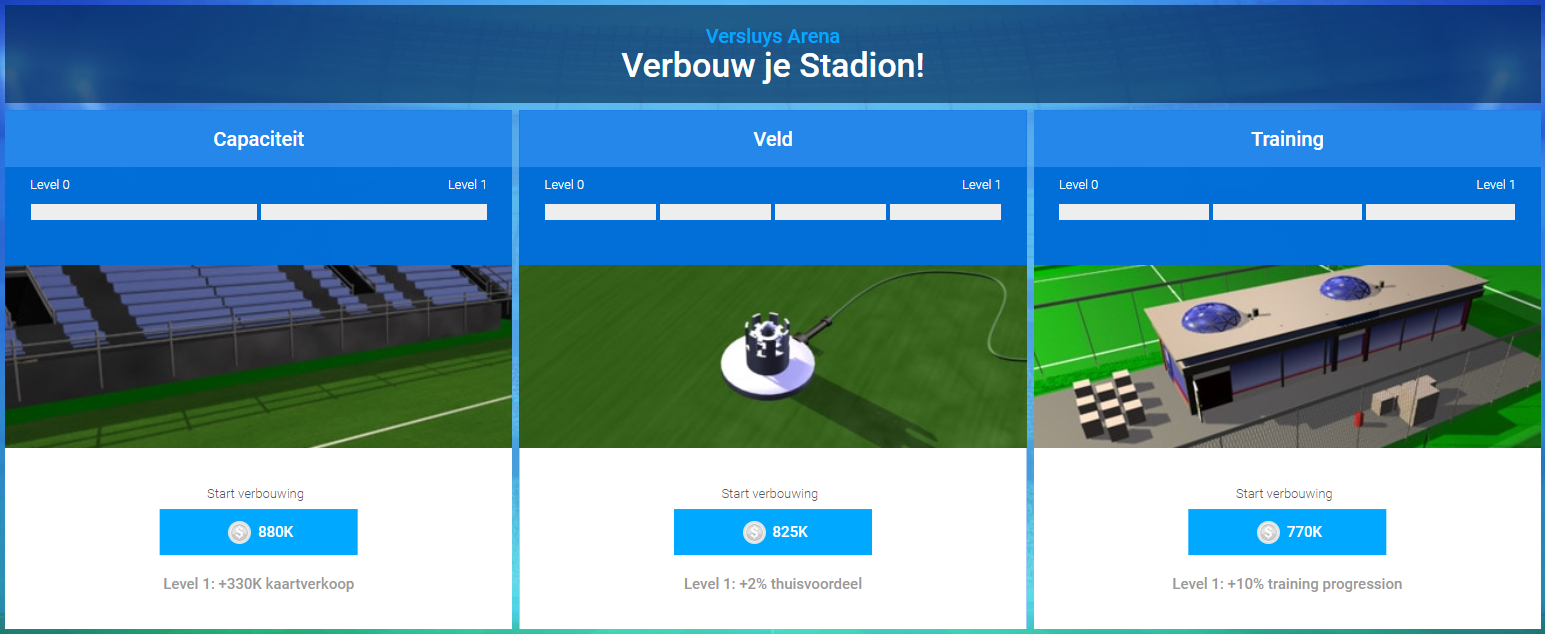 Versluys Arena
Verbouw je Stadion!
Capaciteit
Level 0 Level 1
Start verbouwing
880K
Level 1: +330K kaartverkoop
Veld
Level 0 Level 1
Start verbouwing
825K
Level 1: +2% thuisvoordeel
Training
Level 0 Level 1
Start verbouwing
770K
Level 1: +10% training progression